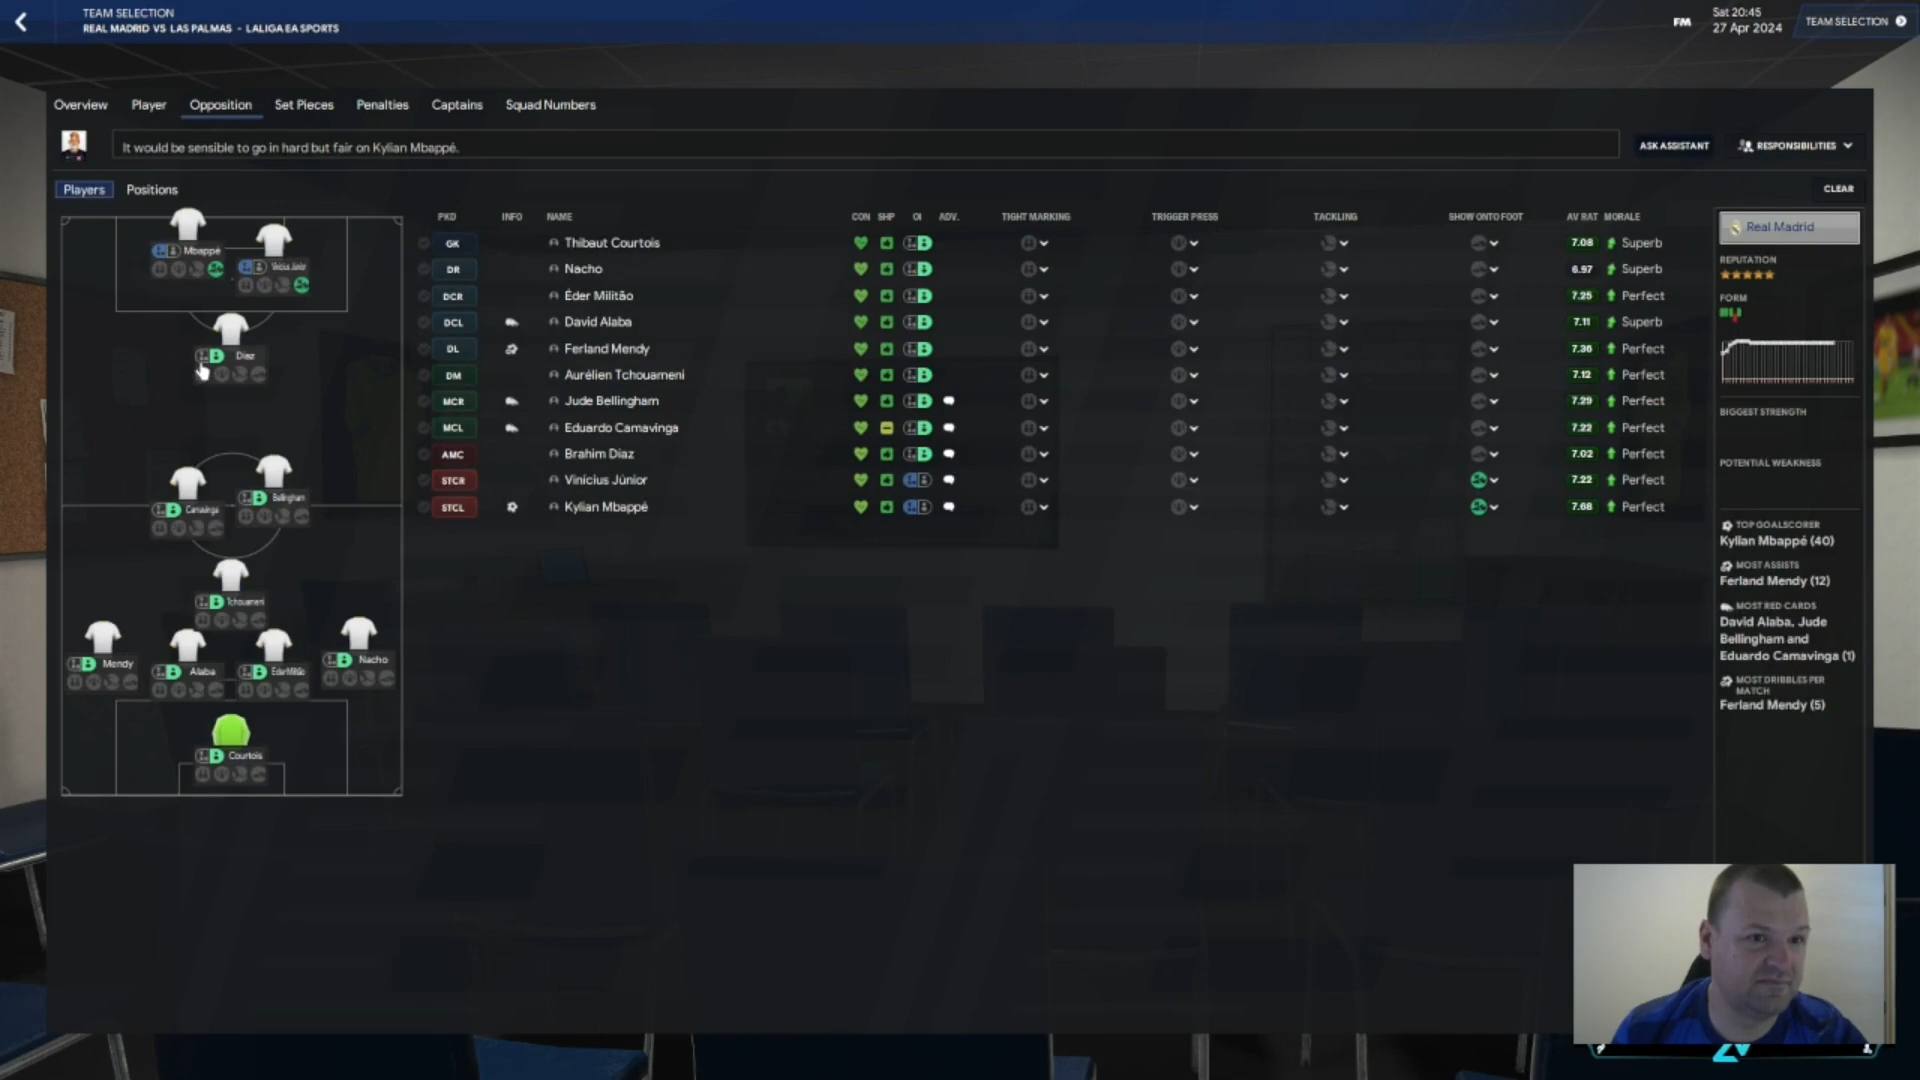 TEAM SELECTION
REAL MADRID VS LAS PALMAS - LALIGA EA SPORTS
FM
Sat 20:45
27 Apr 2024
TEAM SELECTION
Overview Player Opposition Set Pieces Penalties Captains Squad Numbers
It would be sensible to go in hard but fair on Kylian Mbappé.
ASK ASSISTANT
RESPONSIBILITIES
Players Positions
CLEAR
Mbappé
Vinícius Júnior
Díaz
Camavinga
Bellingham
Tchouameni
Mendy
Alaba
Éder Militão
Nacho
Courtois
PKD INFO NAME CON SHP OI ADV. TIGHT MARKING TRIGGER PRESS TACKLING SHOW ONTO FOOT AV RAT MORALE
GK Thibaut Courtois 7.08 Superb
DR Nacho 6.97 Superb
DCR Éder Militão 7.25 Perfect
DCL David Alaba 7.11 Superb
DL Ferland Mendy 7.36 Perfect
DM Aurélien Tchouameni 7.12 Perfect
MCR Jude Bellingham 7.29 Perfect
MCL Eduardo Camavinga 7.22 Perfect
AMC Brahim Díaz 7.02 Perfect
STCR Vinícius Júnior 7.22 Perfect
STCL Kylian Mbappé 7.68 Perfect
Real Madrid
REPUTATION
FORM
BIGGEST STRENGTH
POTENTIAL WEAKNESS
TOP GOALSCORER
Kylian Mbappé (40)
MOST ASSISTS
Ferland Mendy (12)
MOST RED CARDS
David Alaba, Jude
Bellingham and
Eduardo Camavinga (1)
MOST DRIBBLES PER
MATCH
Ferland Mendy (5)